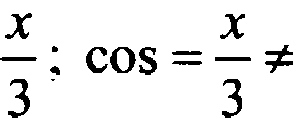 x/3 ; cos = x/3 ≠